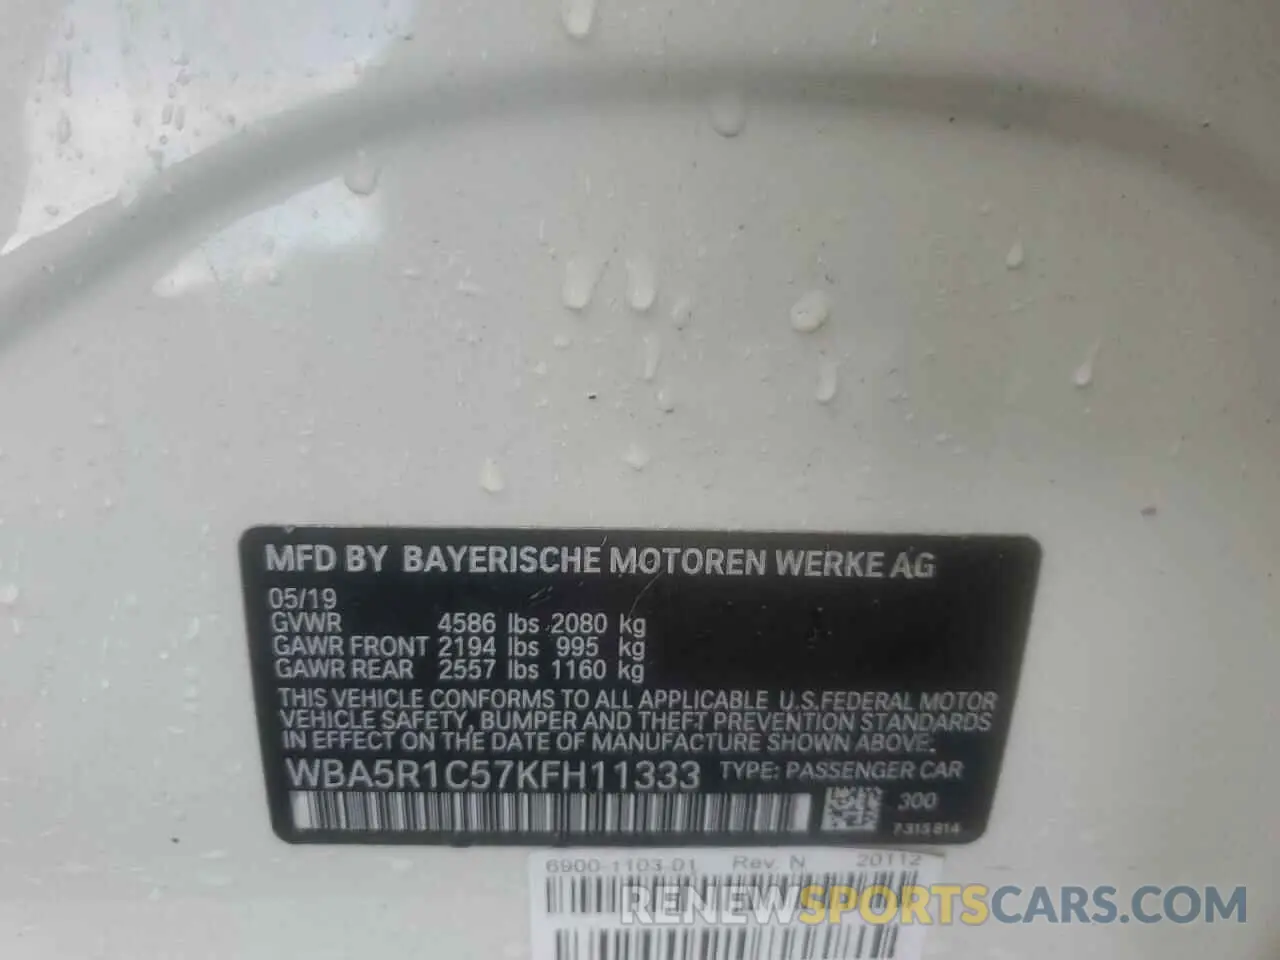 MFD BY BAYERISCHE MOTOREN WERKE AG
05/19
GVWR 4586 lbs 2080 kg
GAWR FRONT 2194 lbs 995 kg
GAWR REAR 2557 lbs 1160 kg
THIS VEHICLE CONFORMS TO ALL APPLICABLE U.S.FEDERAL MOTOR
VEHICLE SAFETY, BUMPER AND THEFT PREVENTION STANDARDS
IN EFFECT ON THE DATE OF MANUFACTURE SHOWN ABOVE.
WBA5R1C57KFH11333 TYPE: PASSENGER CAR
300
7313814
6900-1103-01 Rev. N 20112
RENEWSPORTSCARS.COM